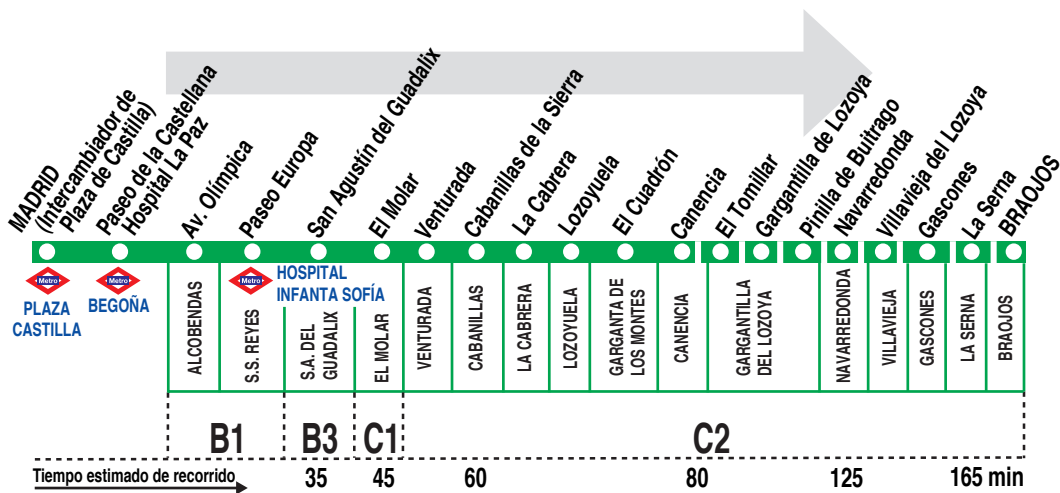 MADRID
(Intercambiador de
Plaza de Castilla)
Paseo de la Castellana
Hospital La Paz
Av. Olímpica
Paseo Europa
San Agustín del Guadalix
El Molar
Venturada
Cabanillas de la Sierra
La Cabrera
Lozoyuela
El Cuadrón
Canencia
El Tomillar
Gargantilla de Lozoya
Pinilla de Buitrago
Navarredonda
Villavieja del Lozoya
Gascones
La Serna
BRAOJOS
Metro
PLAZA
CASTILLA
Metro
BEGOÑA
Metro
HOSPITAL
INFANTA SOFÍA
ALCOBENDAS
S.S. REYES
S.A. DEL
GUADALIX
EL MOLAR
VENTURADA
CABANILLAS
LA CABRERA
LOZOYUELA
GARGANTA DE
LOS MONTES
CANENCIA
GARGANTILLA
DEL LOZOYA
NAVARREDONDA
VILLAVIEJA
GASCONES
LA SERNA
BRAOJOS
B1 B3 C1 C2
Tiempo estimado de recorrido 35 45 60 80 125 165 min